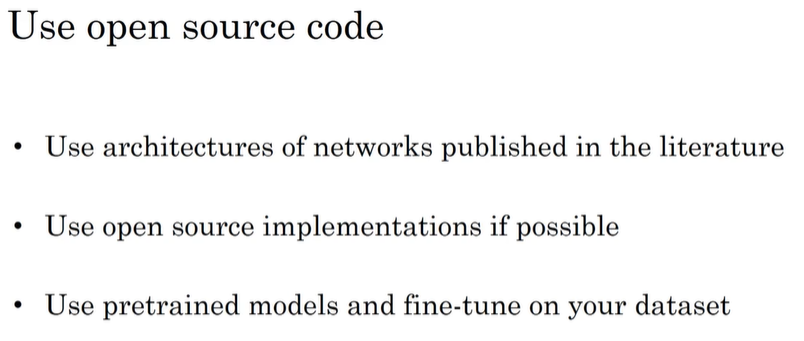 Use open source code
• Use architectures of networks published in the literature
• Use open source implementations if possible
• Use pretrained models and fine-tune on your dataset